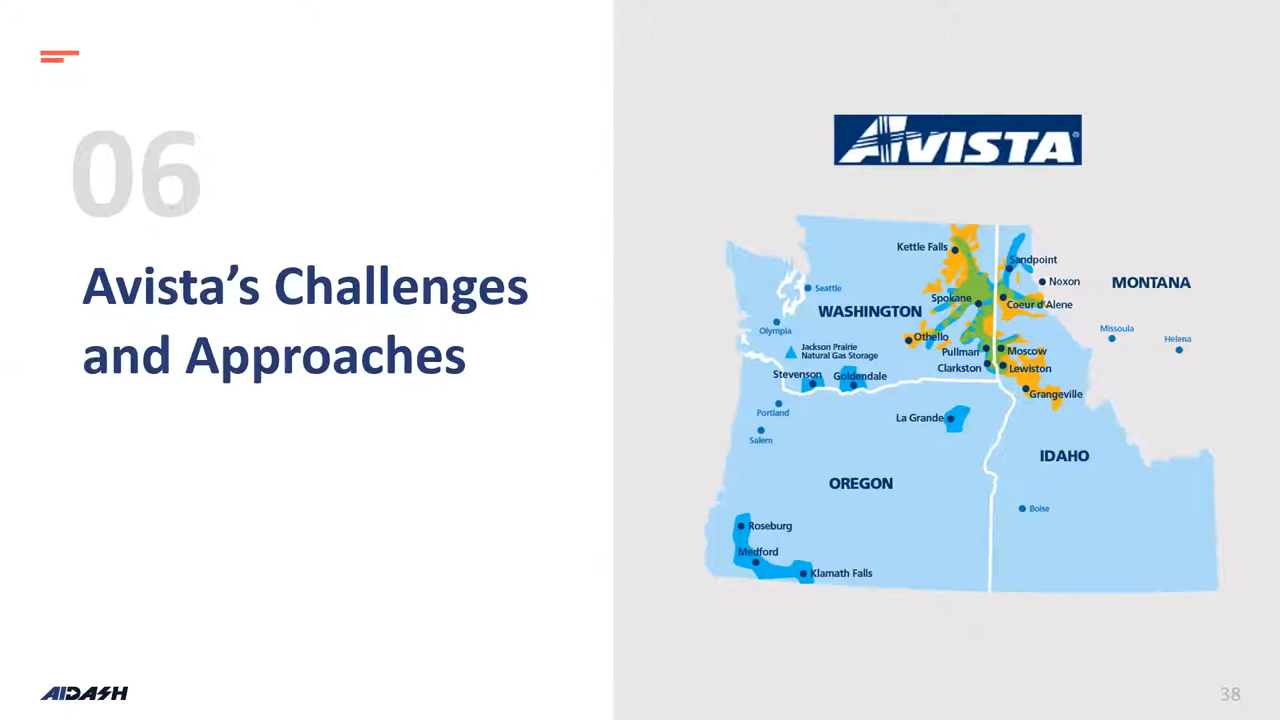 06
Avista’s Challenges
and Approaches
AIDASH
AVISTA®
Kettle Falls
Sandpoint
Noxon
MONTANA
Seattle
WASHINGTON
Spokane
Coeur d’Alene
Olympia
Othello
Missoula
Helena
Jackson Prairie
Natural Gas Storage
Pullman
Moscow
Clarkston
Lewiston
Stevenson
Goldendale
Grangeville
Portland
La Grande
Salem
IDAHO
OREGON
Boise
Roseburg
Medford
Klamath Falls
38